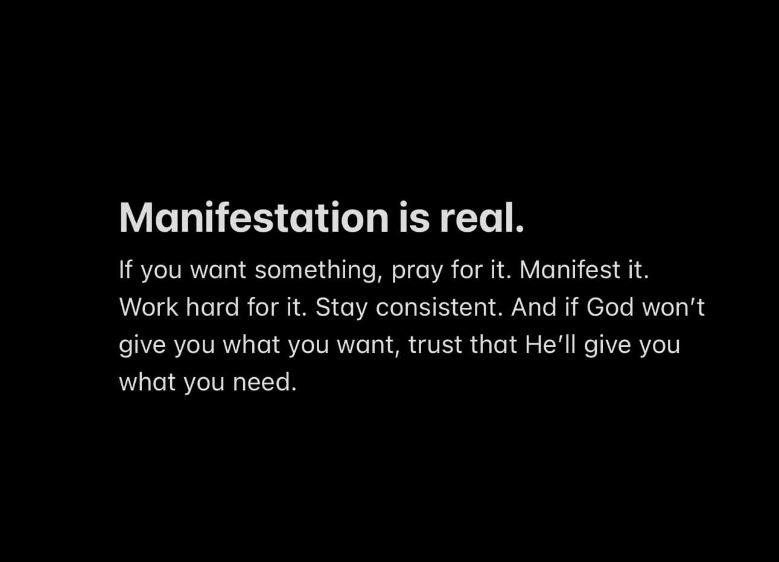 Manifestation is real.
If you want something, pray for it. Manifest it.
Work hard for it. Stay consistent. And if God won’t
give you what you want, trust that He’ll give you
what you need.